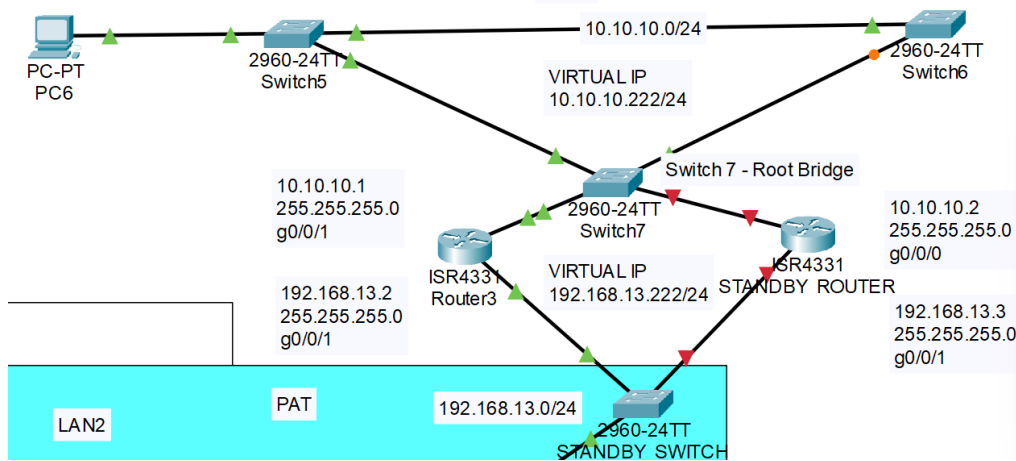 10.10.10.0/24
PC-PT
PC6
2960-24TT
Switch5
2960-24TT
Switch6
VIRTUAL IP
10.10.10.222/24
Switch 7 - Root Bridge
10.10.10.1
255.255.255.0
g0/0/1
2960-24TT
Switch7
10.10.10.2
255.255.255.0
g0/0/0
ISR4331
Router3
VIRTUAL IP
192.168.13.222/24
ISR4331
STANDBY ROUTER
192.168.13.2
255.255.255.0
g0/0/1
192.168.13.3
255.255.255.0
g0/0/1
LAN2
PAT
192.168.13.0/24
2960-24TT
STANDBY SWITCH